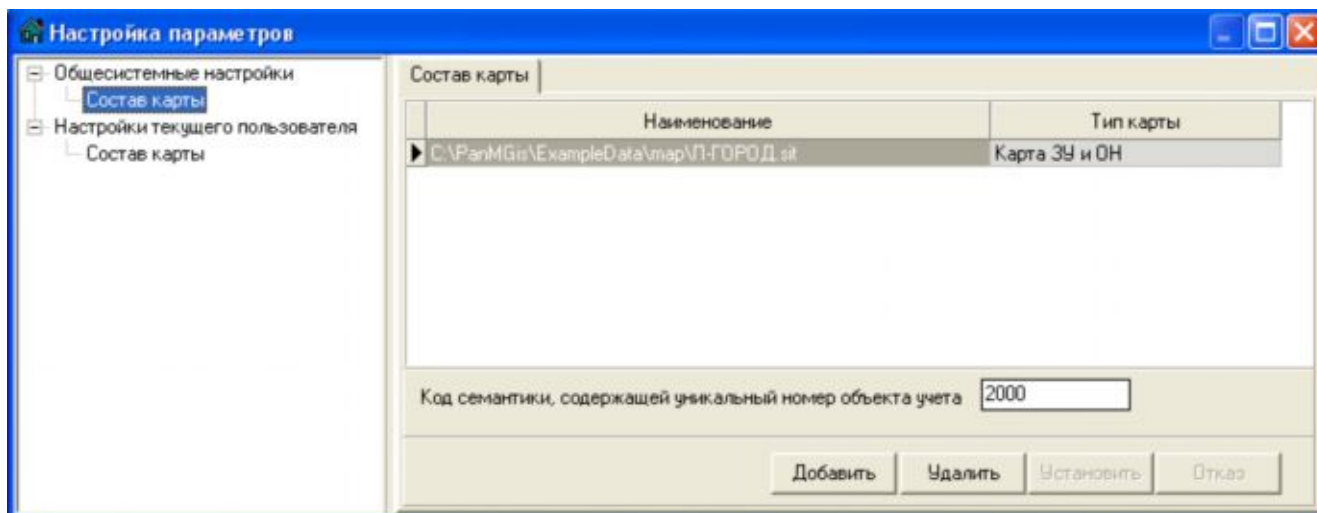 Настройка параметров
Общесистемные настройки
Состав карты
Настройки текущего пользователя
Состав карты
Состав карты
Наименование
Тип карты
C:\PanMGis\ExampleData\map\П-ГОРОД.sit
Карта ЗУ и ОН
Код семантики, содержащей уникальный номер объекта учета
2000
Добавить
Удалить
Установить
Отказ